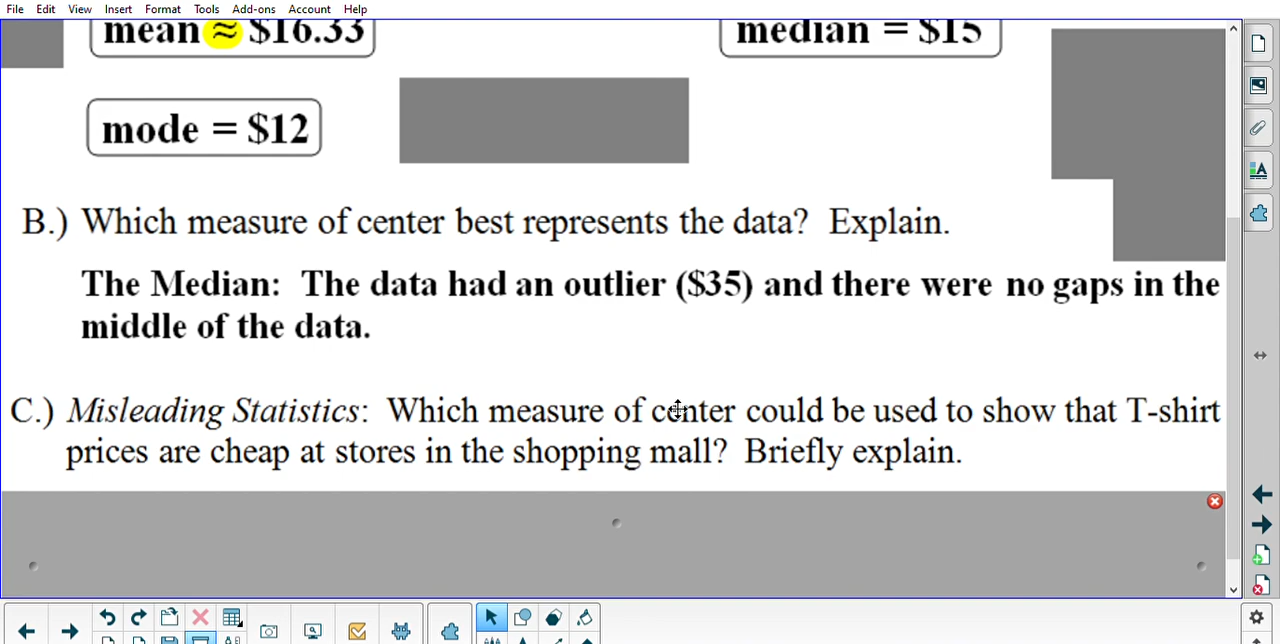 File Edit View Insert Format Tools Add-ons Account Help
mean ≈ $16.33
median = $15
mode = $12
B.) Which measure of center best represents the data? Explain.
The Median: The data had an outlier ($35) and there were no gaps in the
middle of the data.
C.) Misleading Statistics: Which measure of center could be used to show that T-shirt
prices are cheap at stores in the shopping mall? Briefly explain.